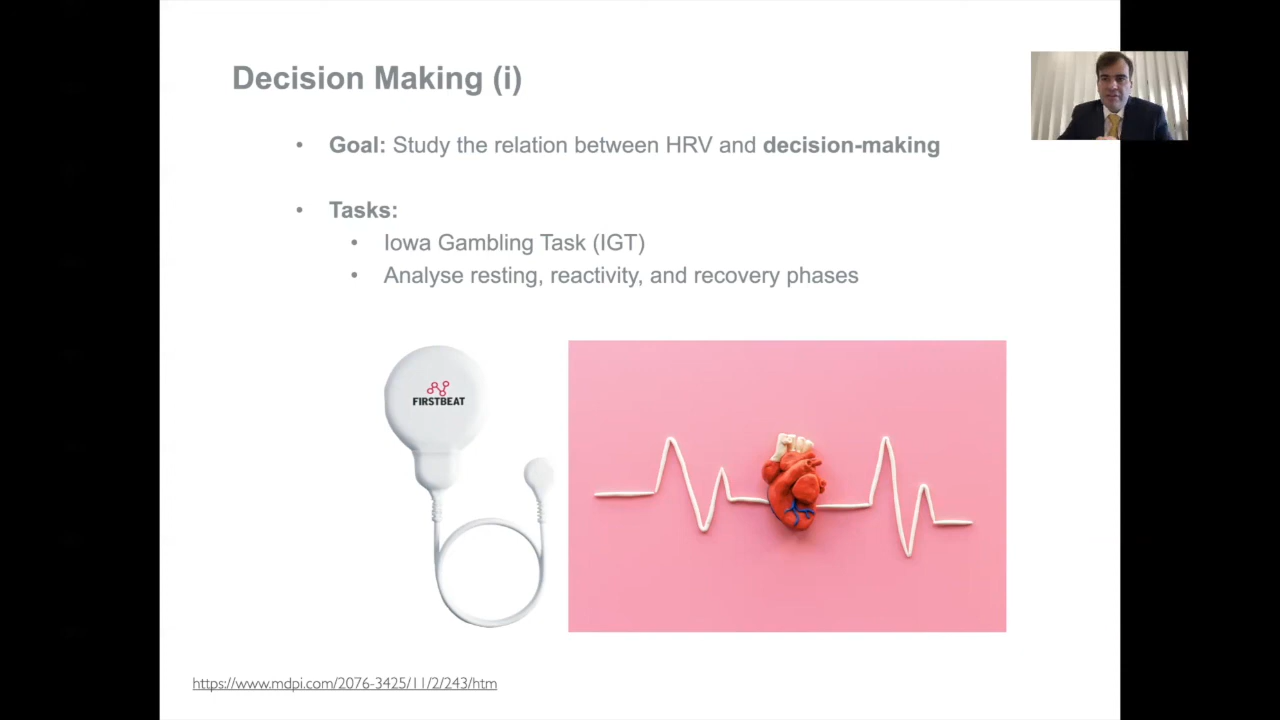 Decision Making (i)
• Goal: Study the relation between HRV and decision-making
• Tasks:
• Iowa Gambling Task (IGT)
• Analyse resting, reactivity, and recovery phases
FIRSTBEAT
https://www.mdpi.com/2076-3425/11/2/243/htm